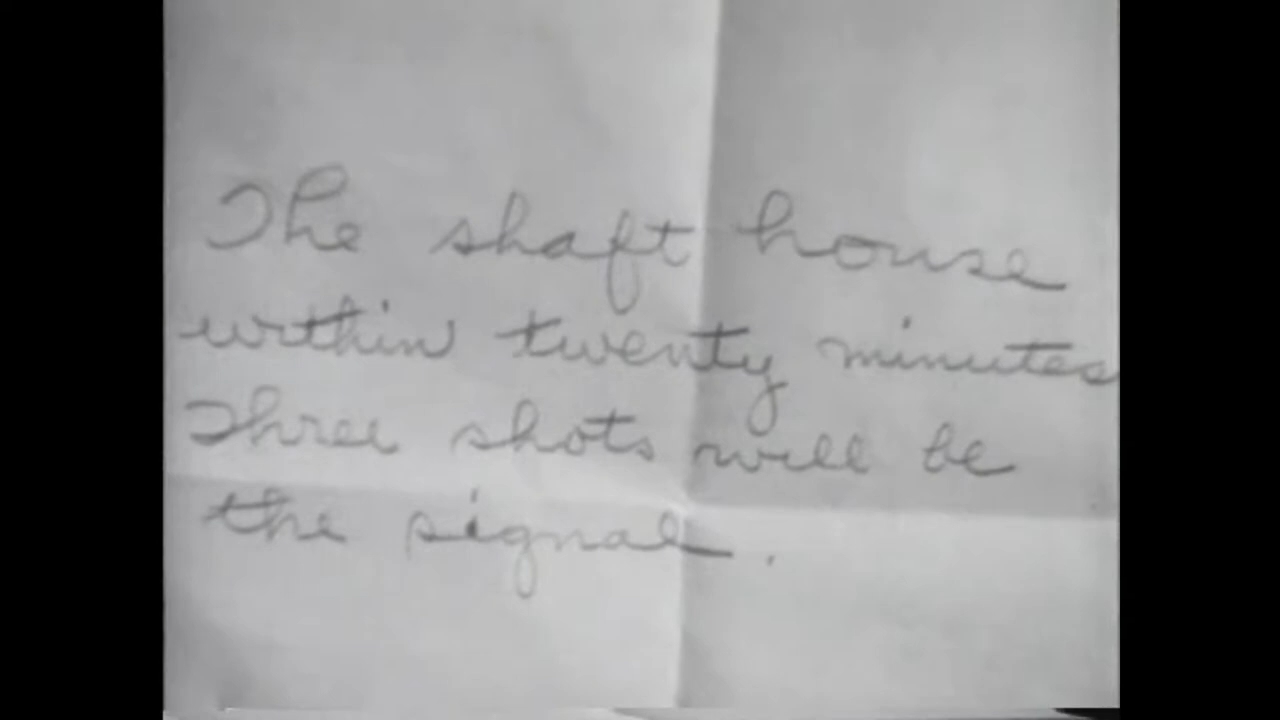 The shaft house
within twenty minutes
Three shots will be
the signal.